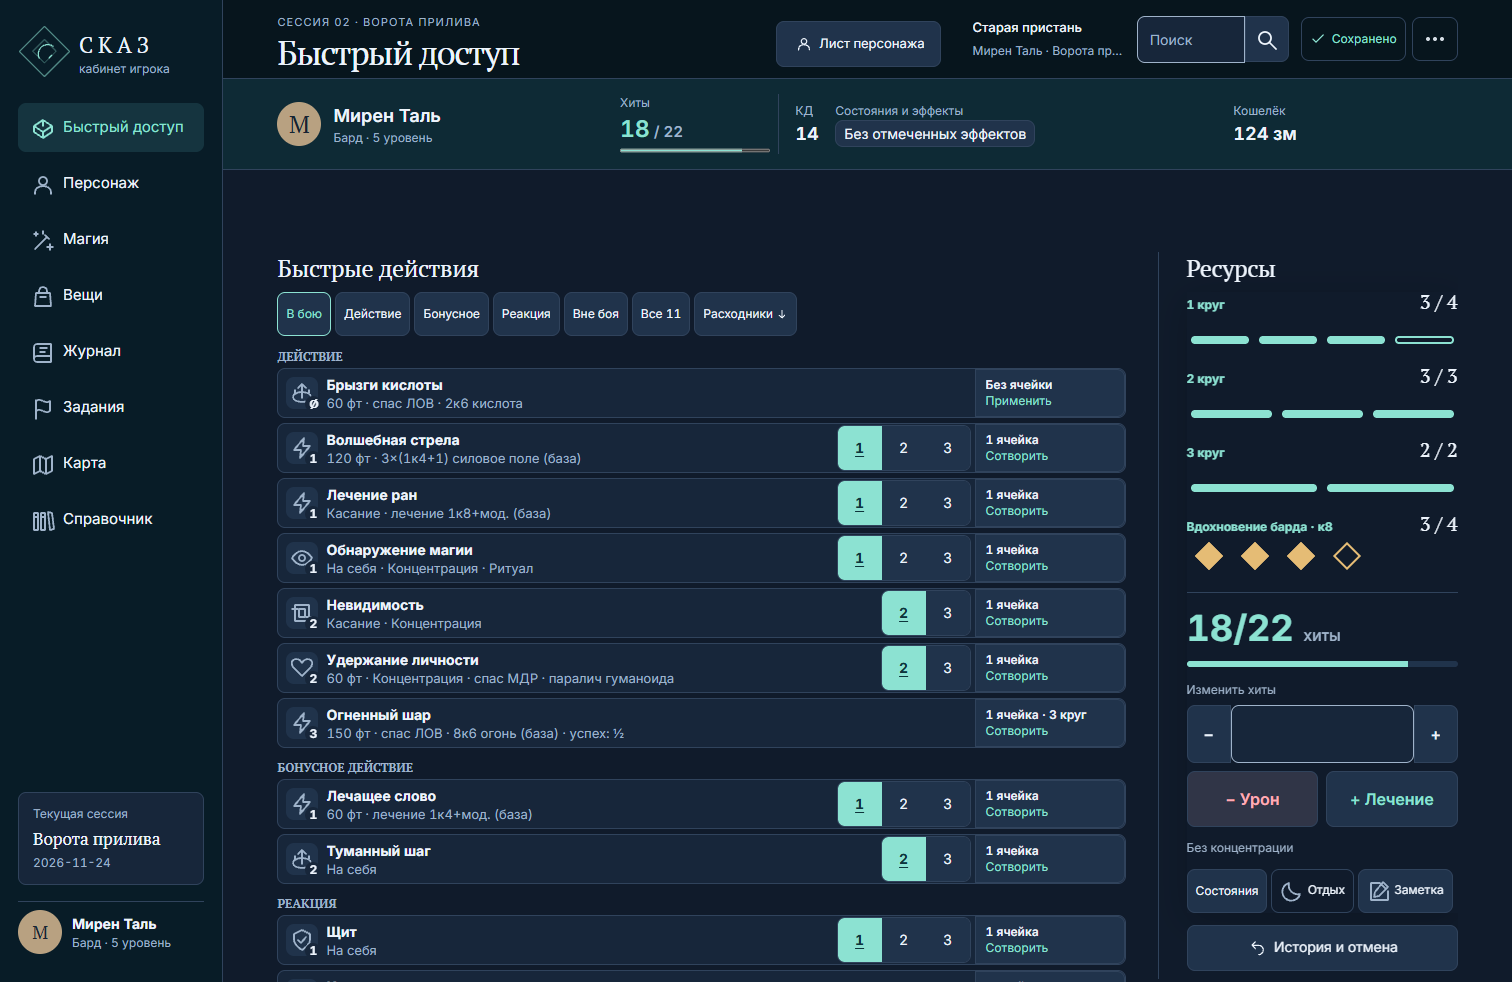 СКАЗ
кабинет игрока
Быстрый доступ
Персонаж
Магия
Вещи
Журнал
Задания
Карта
Справочник
Текущая сессия
Ворота прилива
2026-11-24
М
Мирен Таль
Бард · 5 уровень
СЕССИЯ 02 · ВОРОТА ПРИЛИВА
Быстрый доступ
Лист персонажа
Старая пристань
Мирен Таль · Ворота пр...
Поиск
Сохранено
М
Мирен Таль
Бард · 5 уровень
Хиты
18 / 22
КД
14
Состояния и эффекты
Без отмеченных эффектов
Кошелёк
124 зм
Быстрые действия
В бою
Действие
Бонусное
Реакция
Вне боя
Все 11
Расходники ↓
ДЕЙСТВИЕ
Ø
Брызги кислоты
60 фт · спас ЛОВ · 2к6 кислота
Без ячейки
Применить
1
Волшебная стрела
120 фт · 3×(1к4+1) силовое поле (база)
1 2 3
1 ячейка
Сотворить
1
Лечение ран
Касание · лечение 1к8+мод. (база)
1 2 3
1 ячейка
Сотворить
1
Обнаружение магии
На себя · Концентрация · Ритуал
1 2 3
1 ячейка
Сотворить
2
Невидимость
Касание · Концентрация
2 3
1 ячейка
Сотворить
2
Удержание личности
60 фт · Концентрация · спас МДР · паралич гуманоида
2 3
1 ячейка
Сотворить
3
Огненный шар
150 фт · спас ЛОВ · 8к6 огонь (база) · успех: ½
1 ячейка · 3 круг
Сотворить
БОНУСНОЕ ДЕЙСТВИЕ
1
Лечащее слово
60 фт · лечение 1к4+мод. (база)
1 2 3
1 ячейка
Сотворить
2
Туманный шаг
На себя
2 3
1 ячейка
Сотворить
РЕАКЦИЯ
1
Щит
На себя
1 2 3
1 ячейка
Сотворить
Ресурсы
1 круг 3 / 4
2 круг 3 / 3
3 круг 2 / 2
Вдохновение барда · к8 3 / 4
18/22 хиты
Изменить хиты
− +
− Урон
+ Лечение
Без концентрации
Состояния
Отдых
Заметка
История и отмена